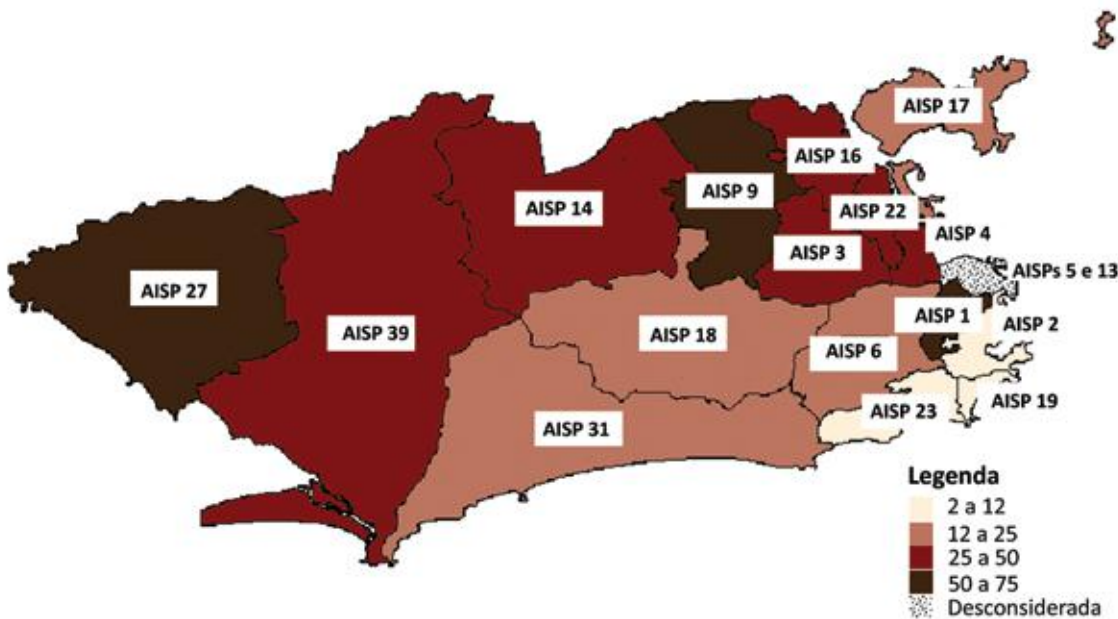 AISP 17
AISP 16
AISP 9
AISP 14
AISP 22
AISP 4
AISP 3
AISPs 5 e 13
AISP 27
AISP 1
AISP 2
AISP 39
AISP 18
AISP 6
AISP 19
AISP 23
AISP 31
Legenda
2 a 12
12 a 25
25 a 50
50 a 75
Desconsiderada